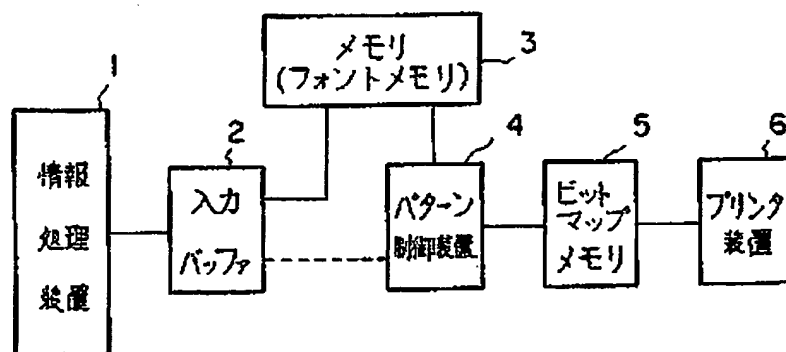 1
情報
処理
装置
2
入力
バッファ
3
メモリ
(フォントメモリ)
4
パターン
制御装置
5
ビット
マップ
メモリ
6
プリンタ
装置